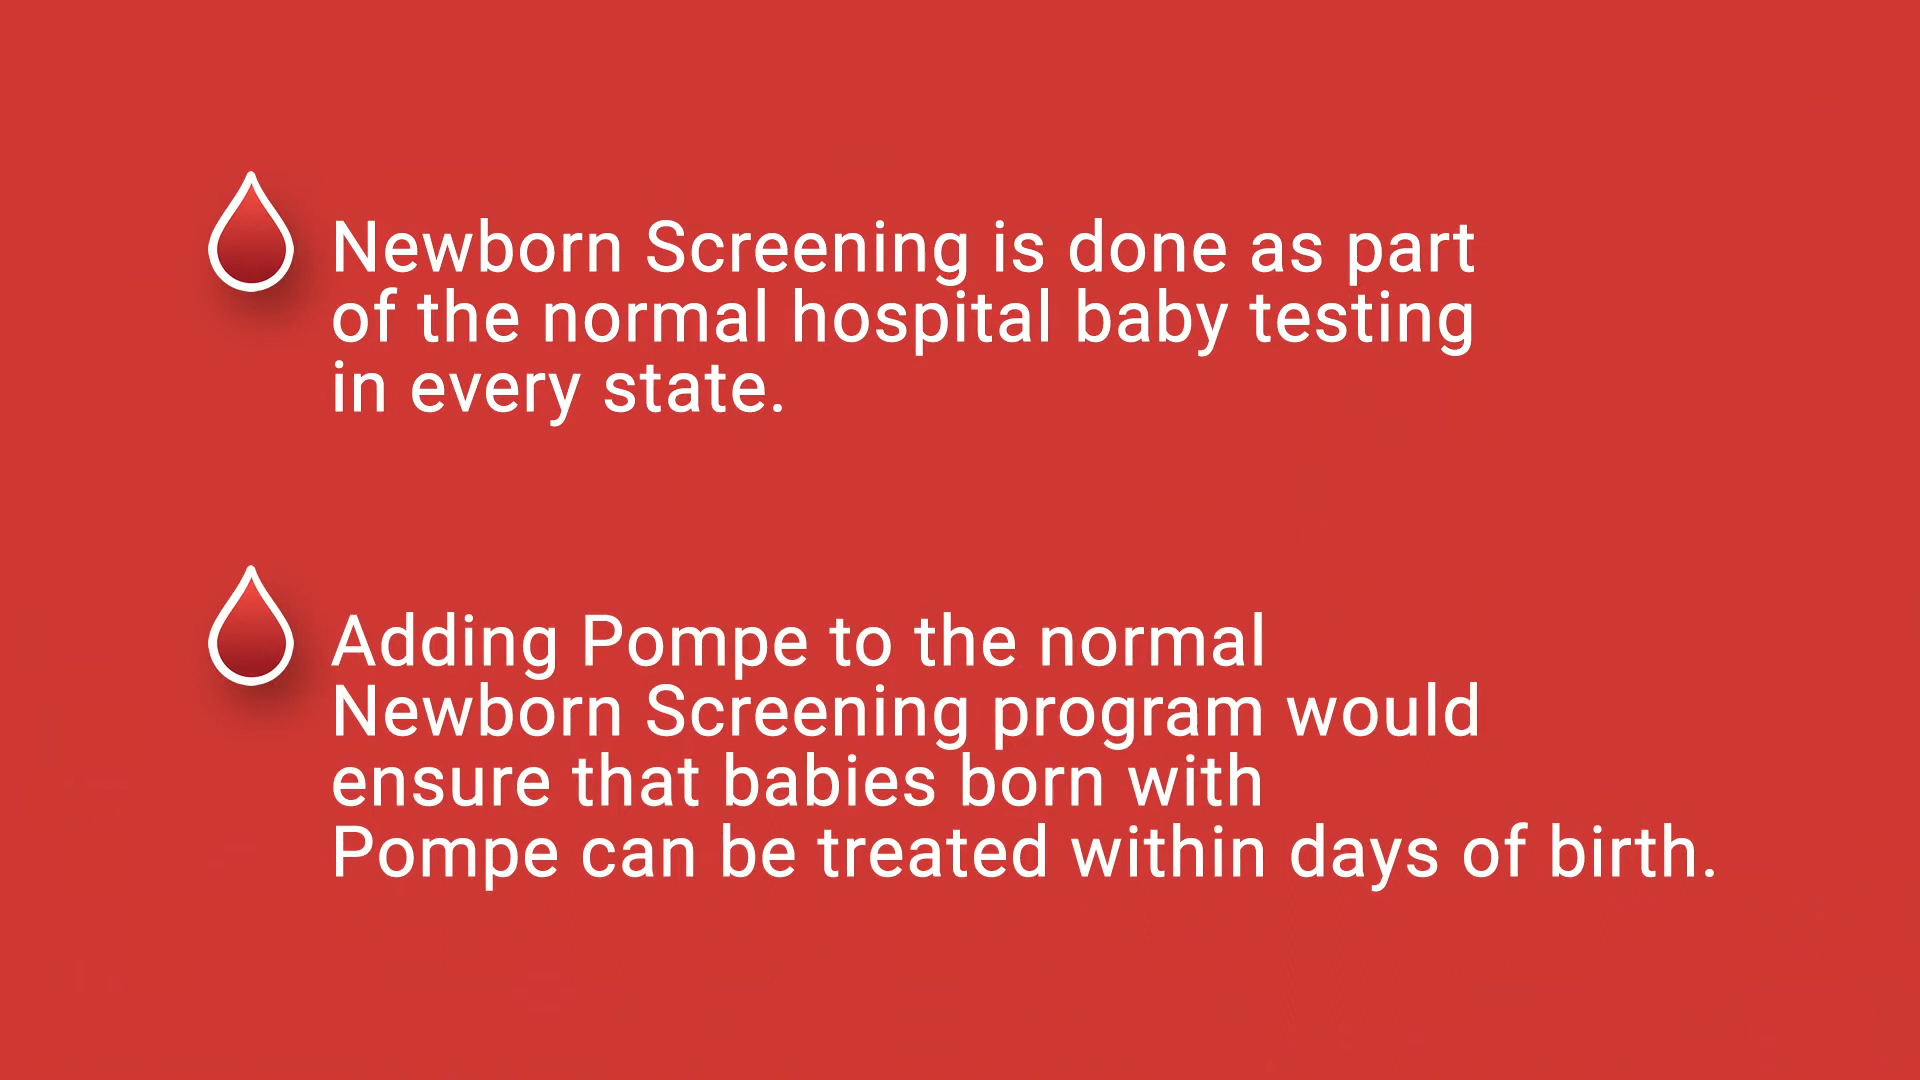 Newborn Screening is done as part
of the normal hospital baby testing
in every state.
Adding Pompe to the normal
Newborn Screening program would
ensure that babies born with
Pompe can be treated within days of birth.